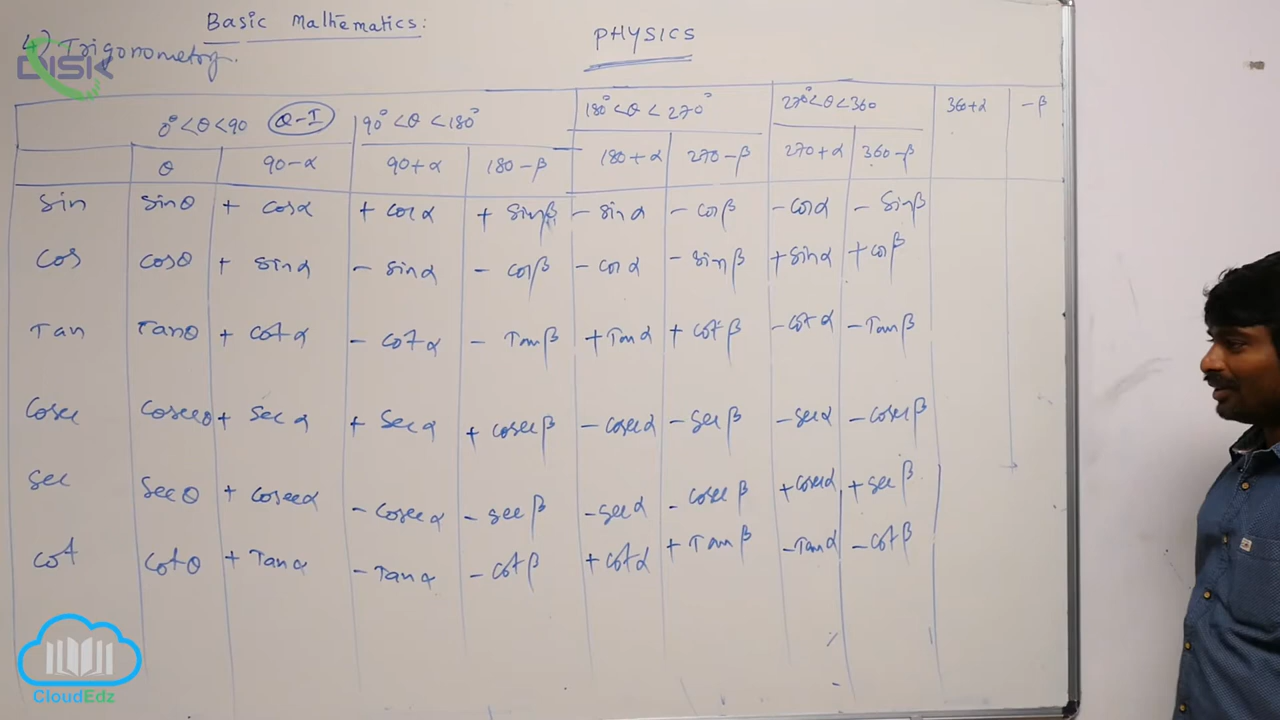 Basic Mathematics:
PHYSICS
4) Trigonometry.
DISK
0°<θ<90 Q-I 90°<θ<180° 180°<θ<270° 270°<θ<360 360+α -β
θ 90-α 90+α 180-β 180+α 270-β 270+α 360-β
sin sinθ + cosα + cosα + sinβ - sinα - cosβ - cosα - sinβ
cos cosθ + sinα - sinα - cosβ - cosα - sinβ + sinα + cosβ
Tan Tanθ + cotα - cotα - Tanβ + Tanα + cotβ - cotα - Tanβ
cosec cosecθ + secα + secα + cosecβ - cosecα - secβ - secα - cosecβ
sec secθ + cosecα - cosecα - secβ - secα - cosecβ + cosecα + secβ
cot cotθ + Tanα - Tanα - cotβ + cotα + Tanβ - Tanα - cotβ
CloudEdz